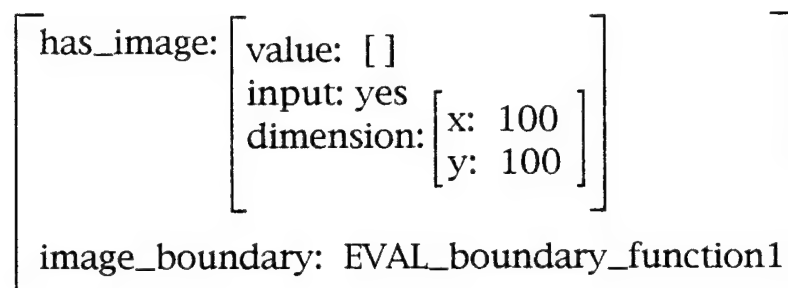 has_image: value: [ ]
input: yes
dimension: x: 100
y: 100
image_boundary: EVAL_boundary_function1